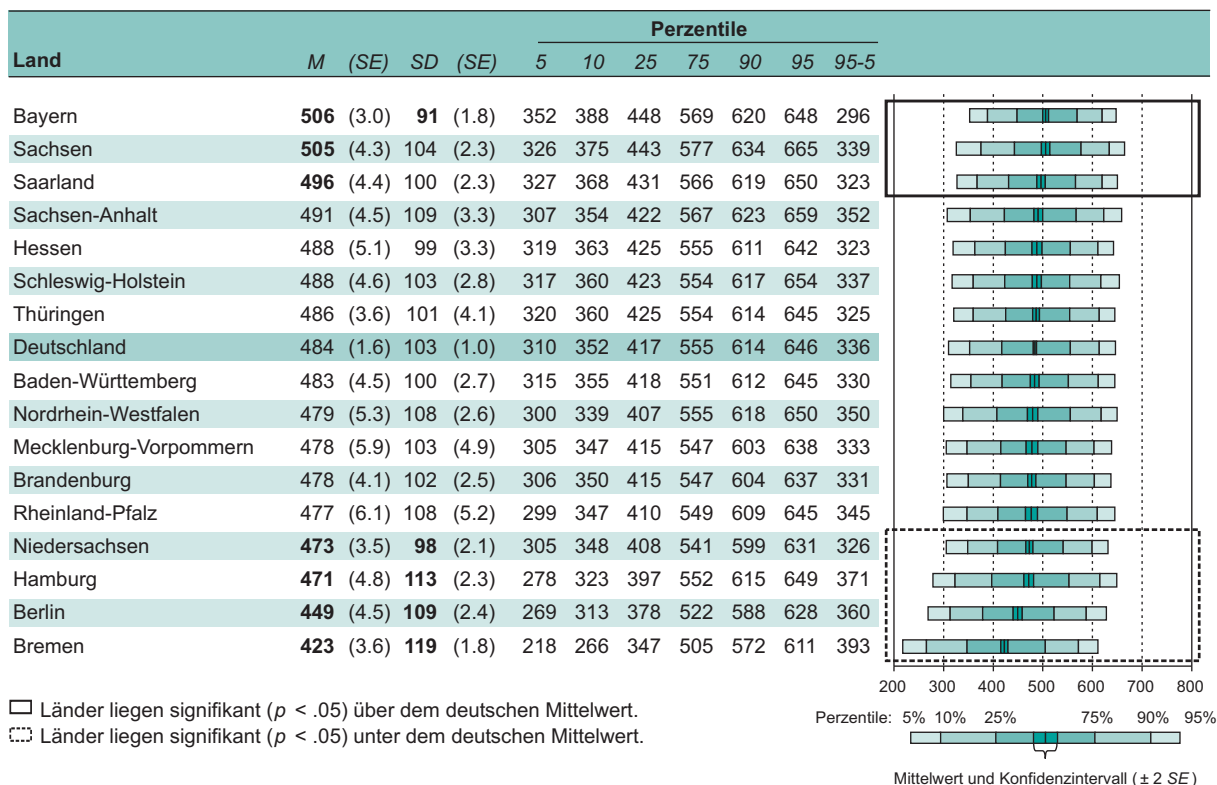 Perzentile
Land M (SE) SD (SE) 5 10 25 75 90 95 95-5
Bayern 506 (3.0) 91 (1.8) 352 388 448 569 620 648 296
Sachsen 505 (4.3) 104 (2.3) 326 375 443 577 634 665 339
Saarland 496 (4.4) 100 (2.3) 327 368 431 566 619 650 323
Sachsen-Anhalt 491 (4.5) 109 (3.3) 307 354 422 567 623 659 352
Hessen 488 (5.1) 99 (3.3) 319 363 425 555 611 642 323
Schleswig-Holstein 488 (4.6) 103 (2.8) 317 360 423 554 617 654 337
Thüringen 486 (3.6) 101 (4.1) 320 360 425 554 614 645 325
Deutschland 484 (1.6) 103 (1.0) 310 352 417 555 614 646 336
Baden-Württemberg 483 (4.5) 100 (2.7) 315 355 418 551 612 645 330
Nordrhein-Westfalen 479 (5.3) 108 (2.6) 300 339 407 555 618 650 350
Mecklenburg-Vorpommern 478 (5.9) 103 (4.9) 305 347 415 547 603 638 333
Brandenburg 478 (4.1) 102 (2.5) 306 350 415 547 604 637 331
Rheinland-Pfalz 477 (6.1) 108 (5.2) 299 347 410 549 609 645 345
Niedersachsen 473 (3.5) 98 (2.1) 305 348 408 541 599 631 326
Hamburg 471 (4.8) 113 (2.3) 278 323 397 552 615 649 371
Berlin 449 (4.5) 109 (2.4) 269 313 378 522 588 628 360
Bremen 423 (3.6) 119 (1.8) 218 266 347 505 572 611 393
200 300 400 500 600 700 800
Länder liegen signifikant (p < .05) über dem deutschen Mittelwert.
Länder liegen signifikant (p < .05) unter dem deutschen Mittelwert.
Perzentile: 5% 10% 25% 75% 90% 95%
Mittelwert und Konfidenzintervall (± 2 SE)